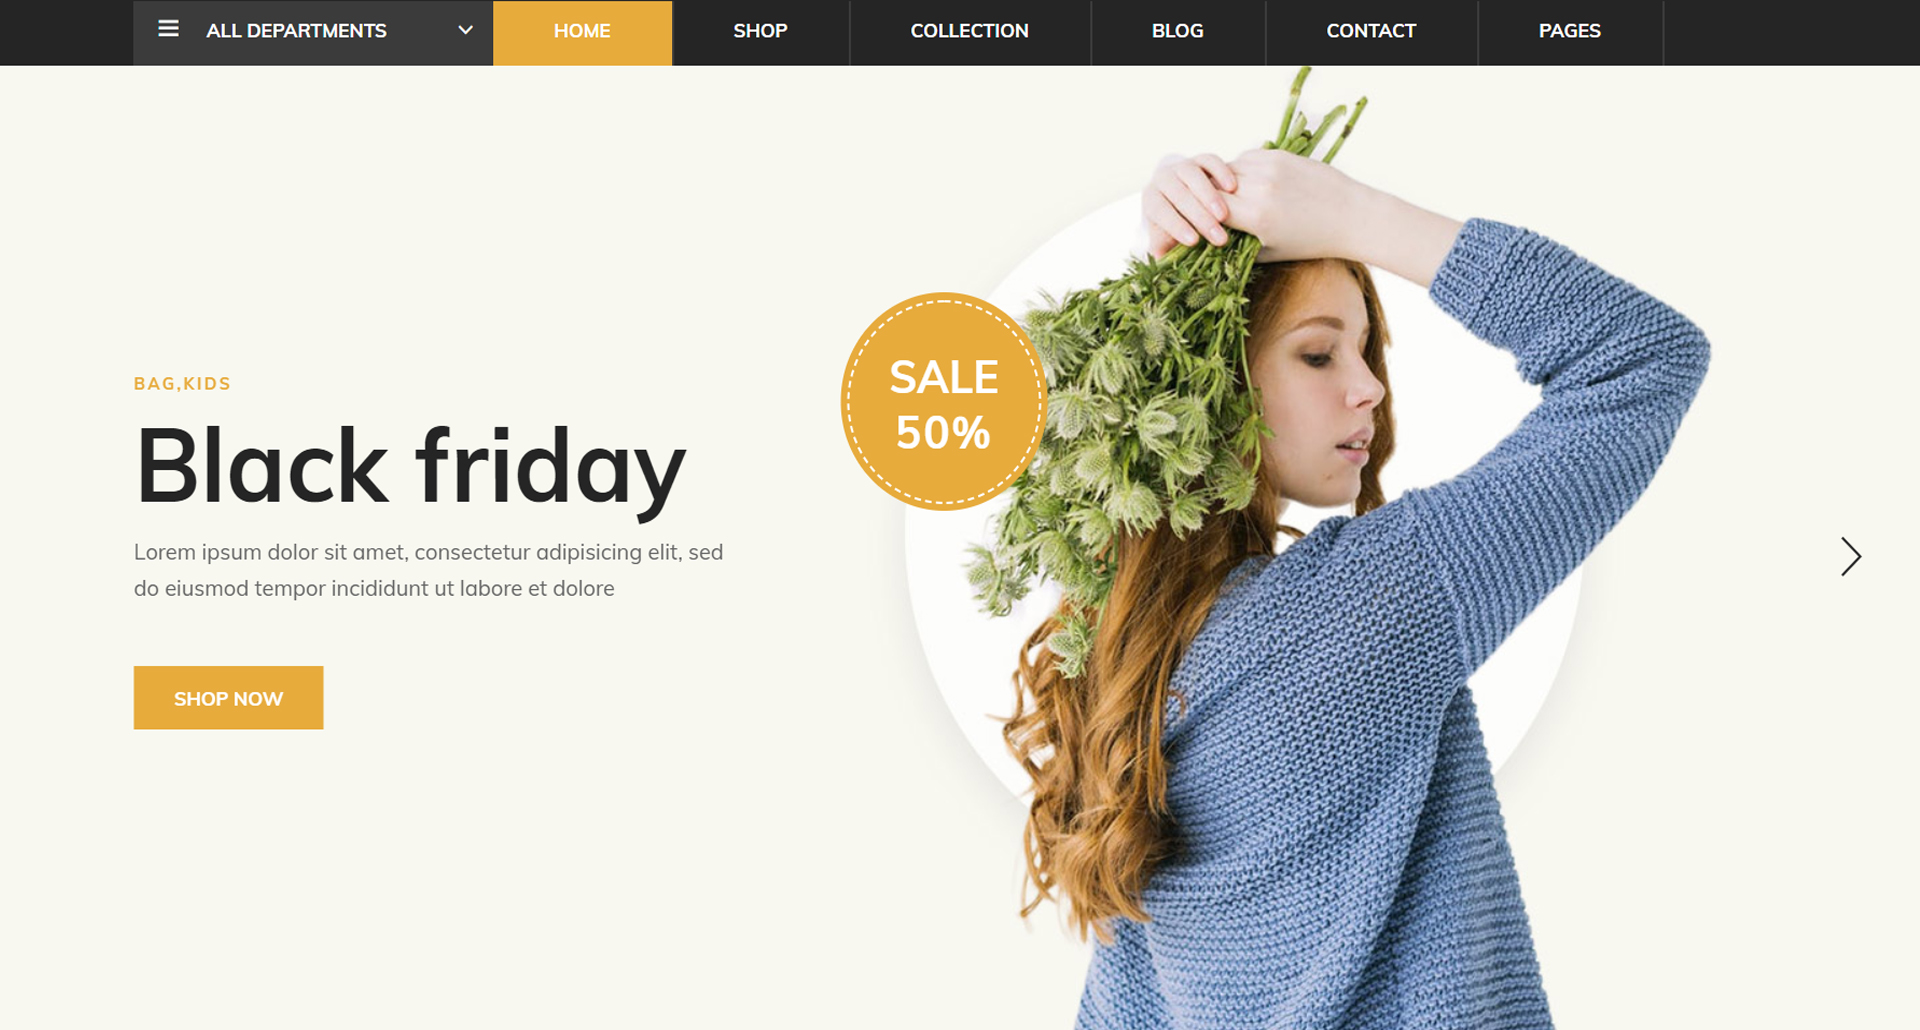 ALL DEPARTMENTS
HOME
SHOP
COLLECTION
BLOG
CONTACT
PAGES
BAG,KIDS
Black friday
Lorem ipsum dolor sit amet, consectetur adipisicing elit, sed
do eiusmod tempor incididunt ut labore et dolore
SHOP NOW
SALE
50%